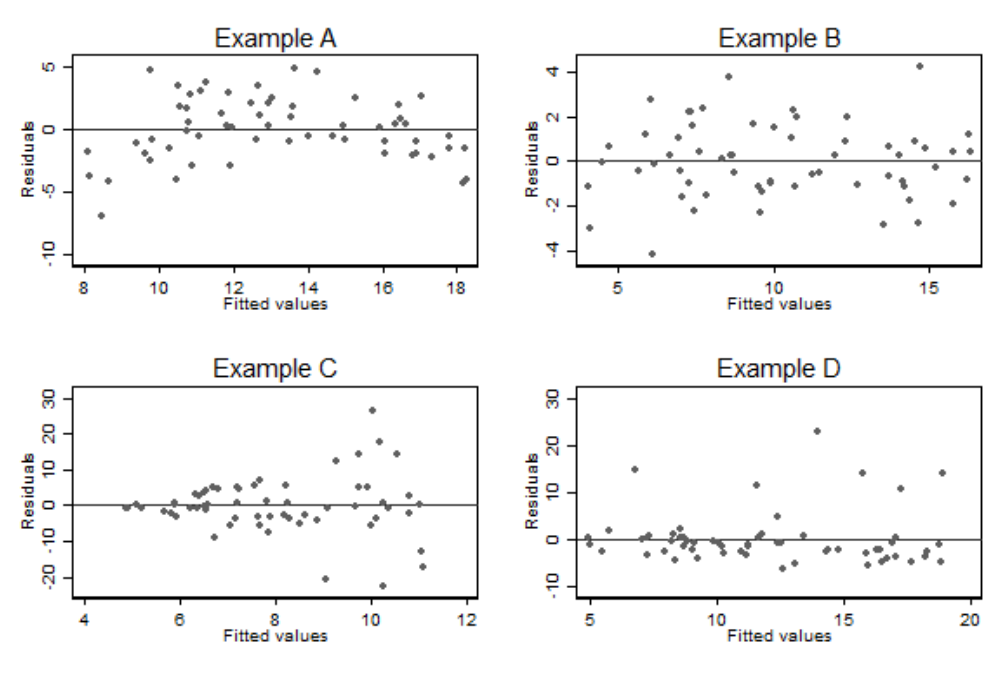 Example A
Residuals
5
0
-5
-10
8 10 12 14 16 18
Fitted values
Example B
Residuals
4
2
0
-2
-4
5 10 15
Fitted values
Example C
Residuals
30
20
10
0
-10
-20
4 6 8 10 12
Fitted values
Example D
Residuals
30
20
10
0
-10
5 10 15 20
Fitted values